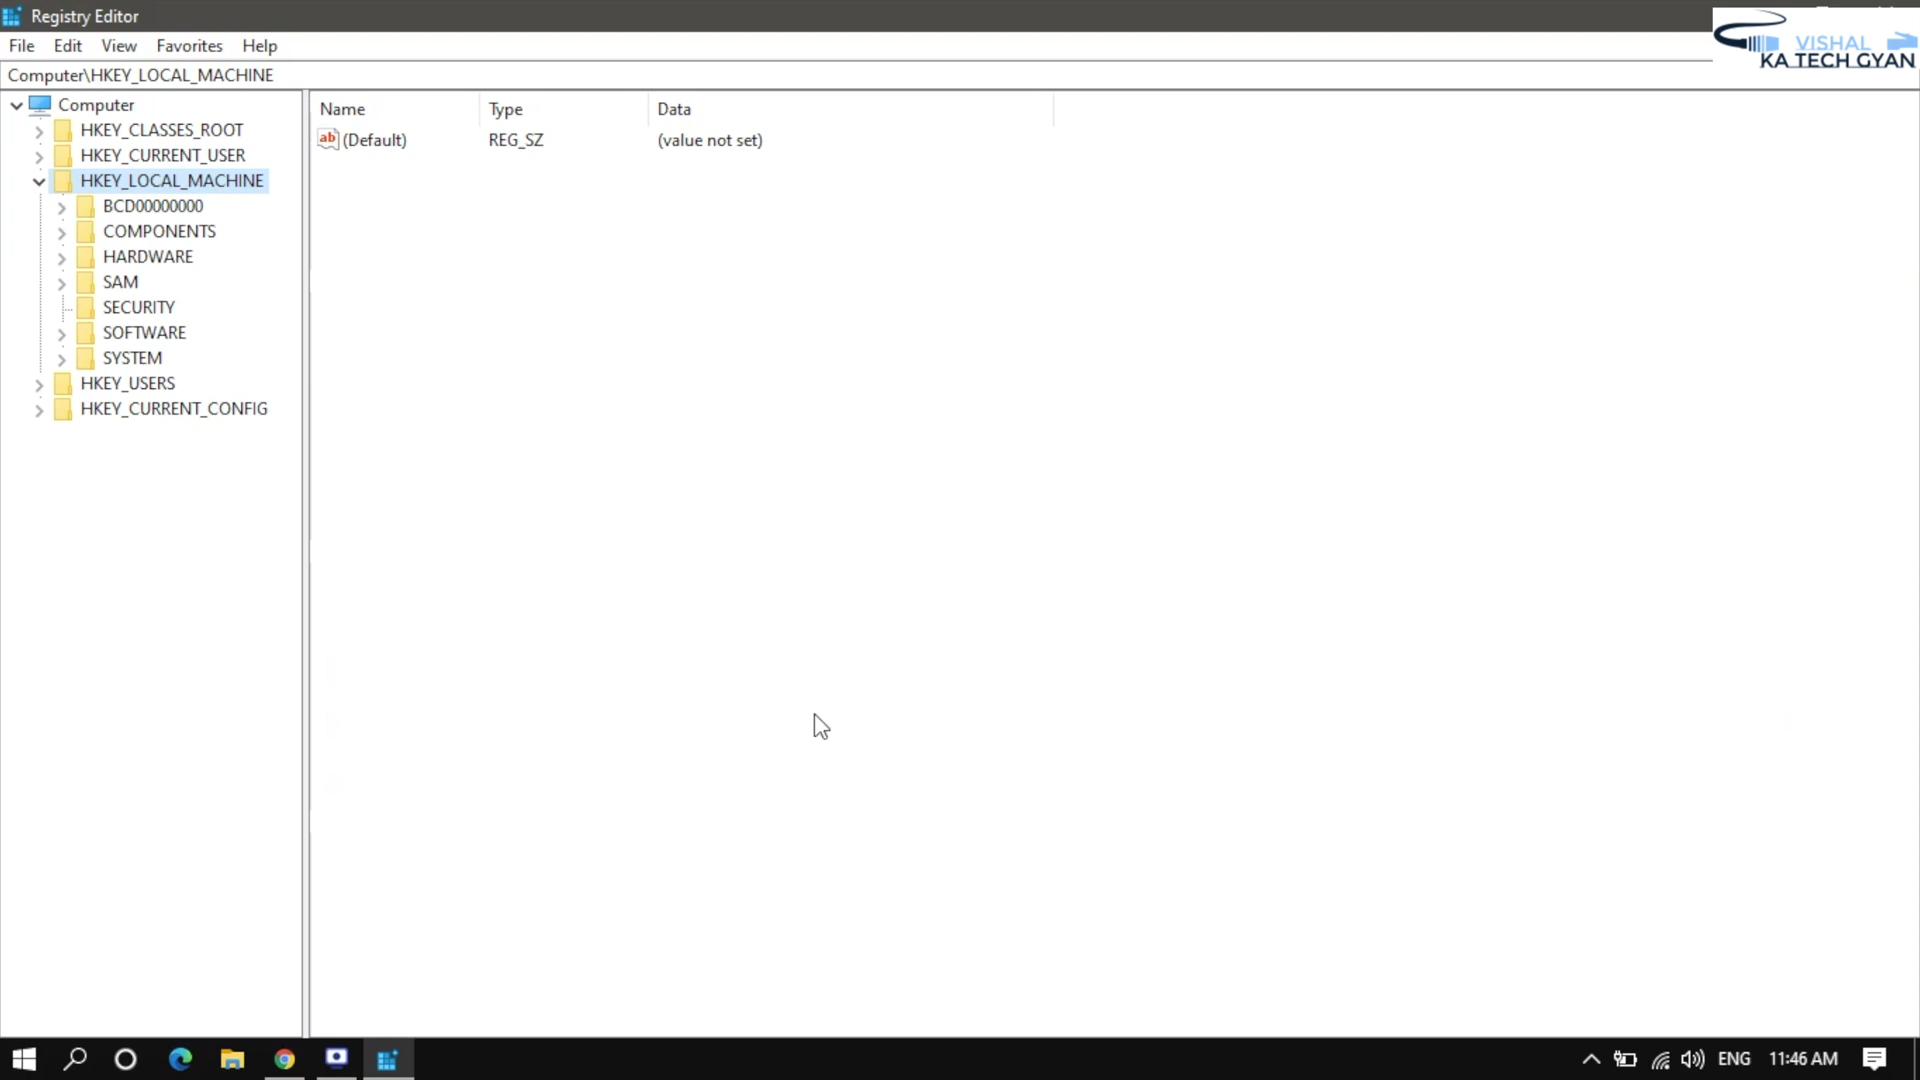 Registry Editor
File Edit View Favorites Help
VISHAL
KA TECH GYAN
Computer\HKEY_LOCAL_MACHINE
Computer
HKEY_CLASSES_ROOT
HKEY_CURRENT_USER
HKEY_LOCAL_MACHINE
BCD00000000
COMPONENTS
HARDWARE
SAM
SECURITY
SOFTWARE
SYSTEM
HKEY_USERS
HKEY_CURRENT_CONFIG
Name Type Data
ab (Default) REG_SZ (value not set)
ENG 11:46 AM